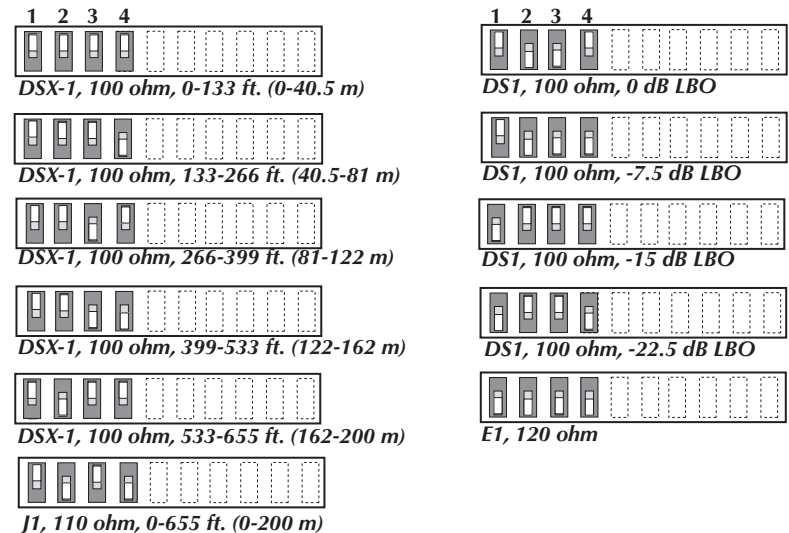 1 2 3 4
DSX-1, 100 ohm, 0-133 ft. (0-40.5 m)
DSX-1, 100 ohm, 133-266 ft. (40.5-81 m)
DSX-1, 100 ohm, 266-399 ft. (81-122 m)
DSX-1, 100 ohm, 399-533 ft. (122-162 m)
DSX-1, 100 ohm, 533-655 ft. (162-200 m)
J1, 110 ohm, 0-655 ft. (0-200 m)
1 2 3 4
DS1, 100 ohm, 0 dB LBO
DS1, 100 ohm, -7.5 dB LBO
DS1, 100 ohm, -15 dB LBO
DS1, 100 ohm, -22.5 dB LBO
E1, 120 ohm